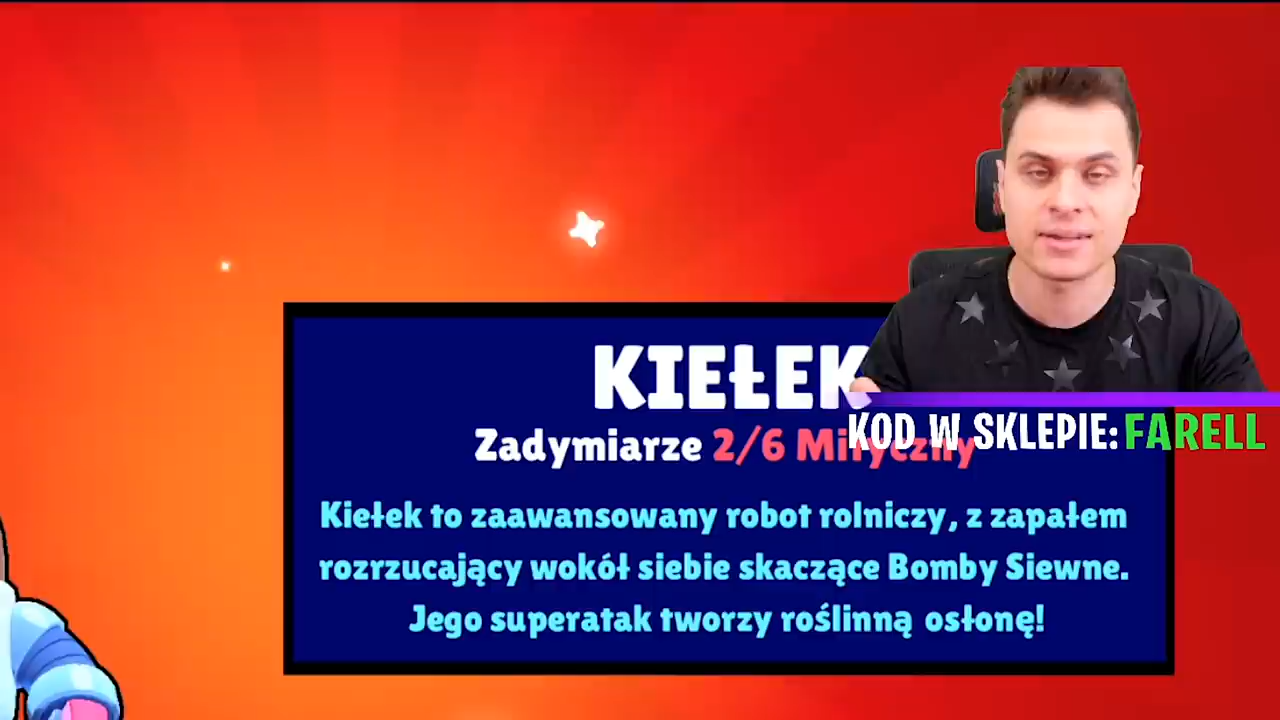 KIEŁEK
Zadymiarze 2/6 Mityczny
KOD W SKLEPIE: FARELL
Kiełek to zaawansowany robot rolniczy, z zapałem
rozrzucający wokół siebie skaczące Bomby Siewne.
Jego superatak tworzy roślinną osłonę!